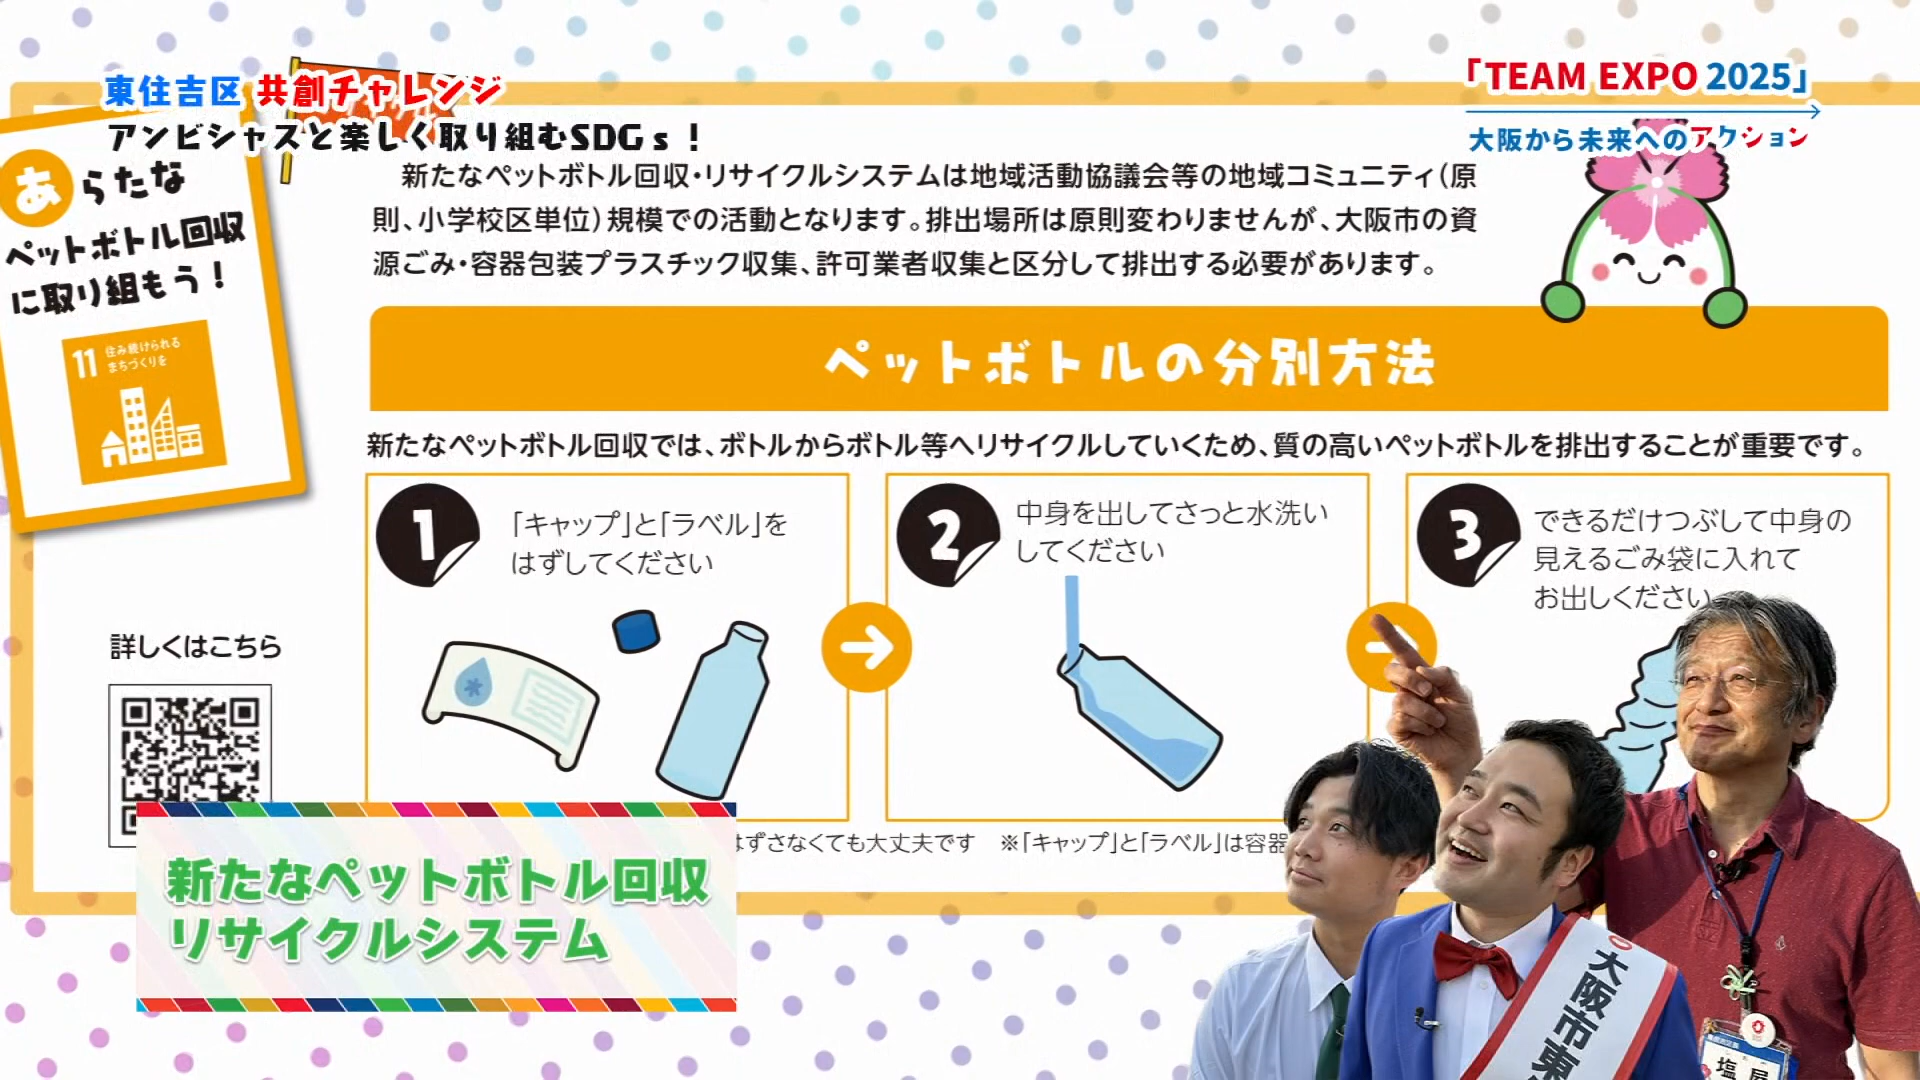 東住吉区 共創チャレンジ
アンビシャスと楽しく取り組むSDGs！
「TEAM EXPO 2025」
大阪から未来へのアクション
あらたな
ペットボトル回収
に取り組もう！
11 住み続けられる
まちづくりを
新たなペットボトル回収・リサイクルシステムは地域活動協議会等の地域コミュニティ（原
則、小学校区単位）規模での活動となります。排出場所は原則変わりませんが、大阪市の資
源ごみ・容器包装プラスチック収集、許可業者収集と区分して排出する必要があります。
ペットボトルの分別方法
新たなペットボトル回収では、ボトルからボトル等へリサイクルしていくため、質の高いペットボトルを排出することが重要です。
1
「キャップ」と「ラベル」を
はずしてください
2
中身を出してさっと水洗い
してください
3
できるだけつぶして中身の
見えるごみ袋に入れて
お出しください
詳しくはこちら
はずさなくても大丈夫です ※「キャップ」と「ラベル」は容器
新たなペットボトル回収
リサイクルシステム
大阪市東
塩屋